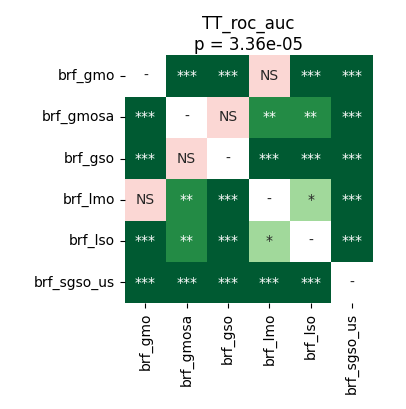 TT_roc_auc
p = 3.36e-05
brf_gmo - *** *** NS *** ***
brf_gmosa *** - NS ** ** ***
brf_gso *** NS - *** *** ***
brf_lmo NS ** *** - * ***
brf_lso *** ** *** * - ***
brf_sgso_us *** *** *** *** *** -
brf_gmo
brf_gmosa
brf_gso
brf_lmo
brf_lso
brf_sgso_us